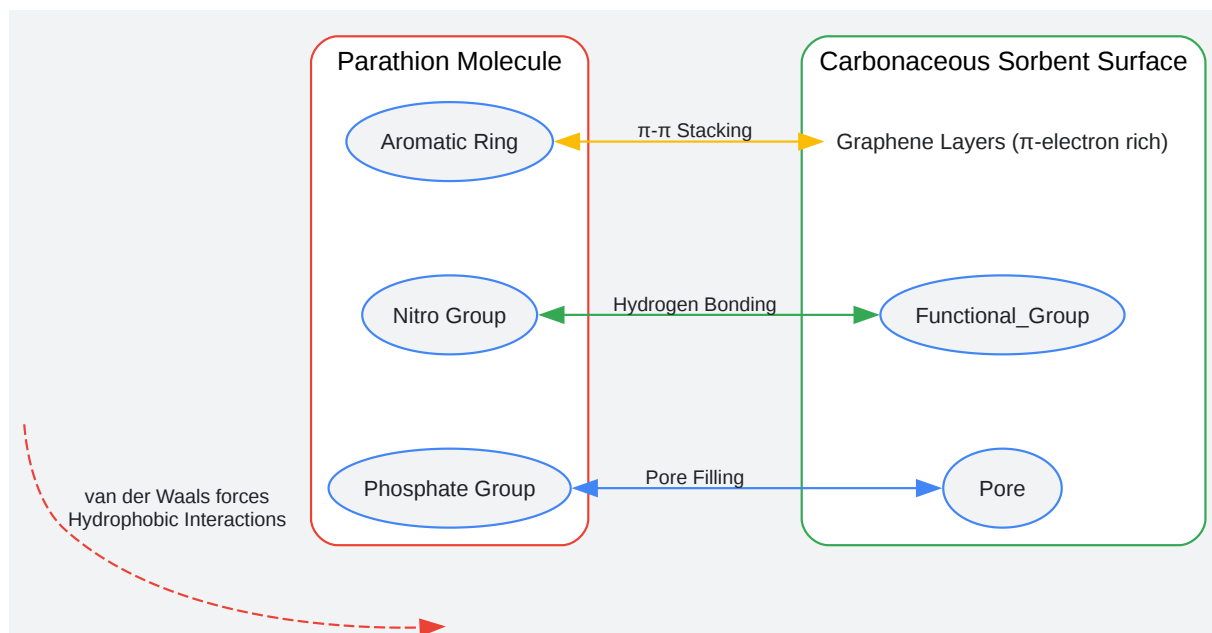 Parathion Molecule
Carbonaceous Sorbent Surface
Aromatic Ring
π-π Stacking
Graphene Layers (π-electron rich)
Nitro Group
Hydrogen Bonding
Functional_Group
Phosphate Group
Pore Filling
Pore
van der Waals forces
Hydrophobic Interactions